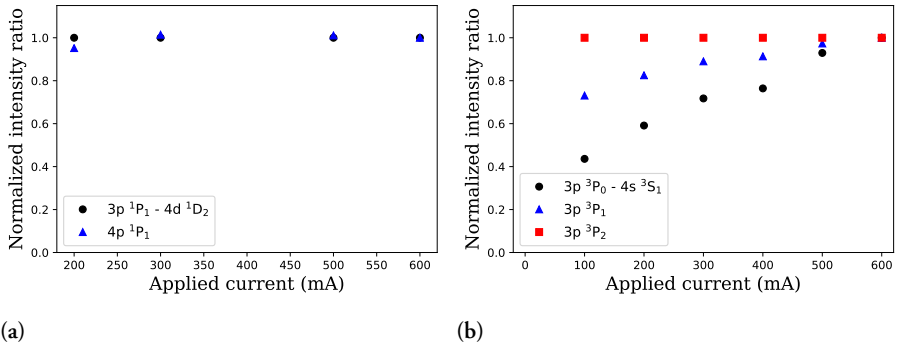 Normalized intensity ratio
1.0
0.8
0.6
0.4
0.2
0.0
3p ¹P₁ - 4d ¹D₂
4p ¹P₁
200 250 300 350 400 450 500 550 600
Applied current (mA)
(a)
Normalized intensity ratio
1.0
0.8
0.6
0.4
0.2
0.0
3p ³P₀ - 4s ³S₁
3p ³P₁
3p ³P₂
0 100 200 300 400 500 600
Applied current (mA)
(b)